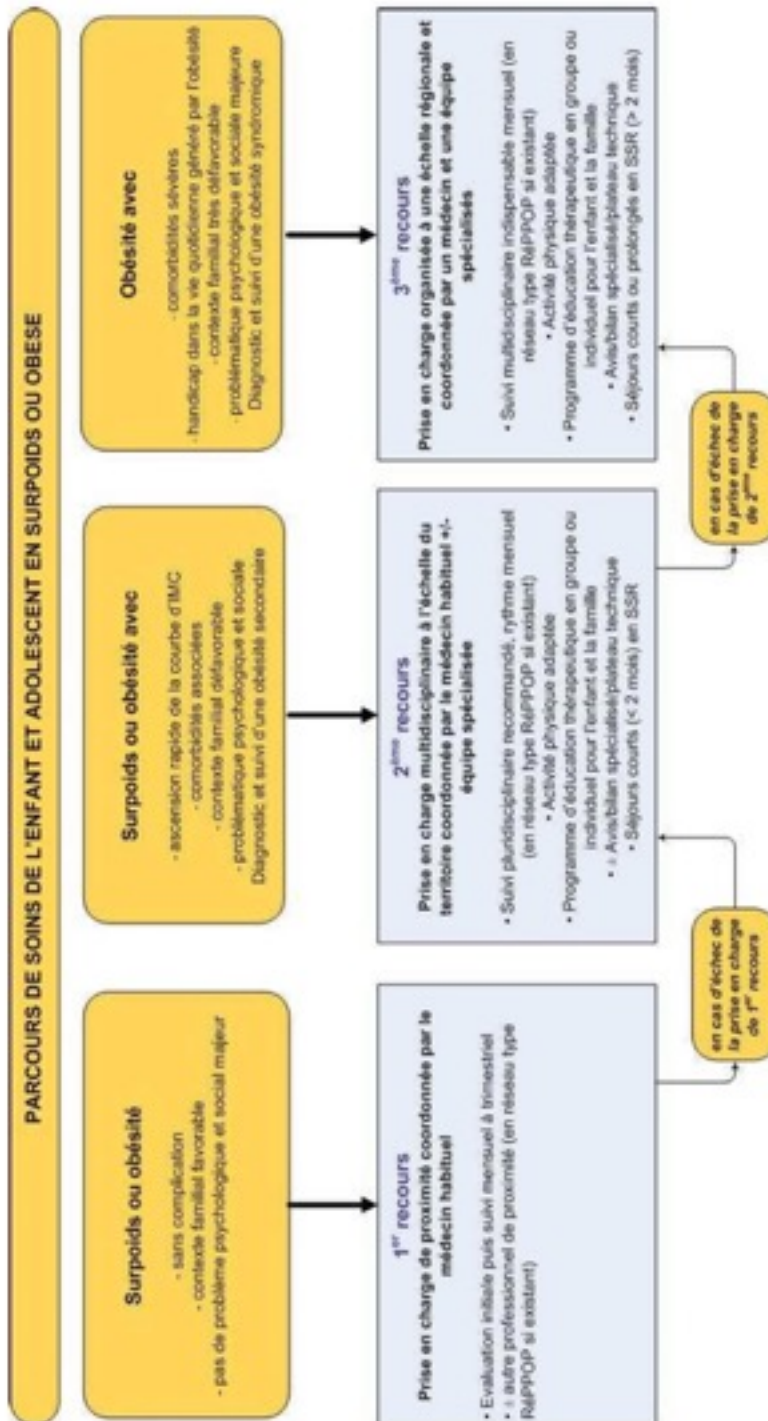 PARCOURS DE SOINS DE L'ENFANT ET ADOLESCENT EN SURPOIDS OU OBESE
Surpoids ou obésité
- sans complication
- contexte familial favorable
- pas de problème psychologique et social majeur
Surpoids ou obésité avec
- ascension rapide de la courbe d'IMC
- comorbidités associées
- contexte familial défavorable
- problématique psychologique et sociale
Diagnostic et suivi d'une obésité secondaire
Obésité avec
- comorbidités sévères
- handicap dans la vie quotidienne généré par l'obésité
- contexte familial très défavorable
- problématique psychologique et sociale majeure
Diagnostic et suivi d'une obésité syndromique
1er recours
Prise en charge de proximité coordonnée par le
médecin habituel
• Evaluation initiale puis suivi mensuel à trimestriel
• ± autre professionnel de proximité (en réseau type
RéPPOP si existant)
2ème recours
Prise en charge multidisciplinaire à l'échelle du
territoire coordonnée par le médecin habituel +/-
équipe spécialisée
• Suivi pluridisciplinaire recommandé, rythme mensuel
(en réseau type RéPPOP si existant)
• Activité physique adaptée
• Programme d'éducation thérapeutique en groupe ou
individuel pour l'enfant et la famille
• ± Avis/bilan spécialisé/plateau technique
• Séjours courts (< 2 mois) en SSR
3ème recours
Prise en charge organisée à une échelle régionale et
coordonnée par un médecin et une équipe
spécialisés
• Suivi multidisciplinaire indispensable mensuel (en
réseau type RéPPOP si existant)
• Activité physique adaptée
• Programme d'éducation thérapeutique en groupe ou
individuel pour l'enfant et la famille
• Avis/bilan spécialisé/plateau technique
• Séjours courts ou prolongés en SSR (> 2 mois)
en cas d'échec de
la prise en charge
de 1er recours
en cas d'échec de
la prise en charge
de 2ème recours